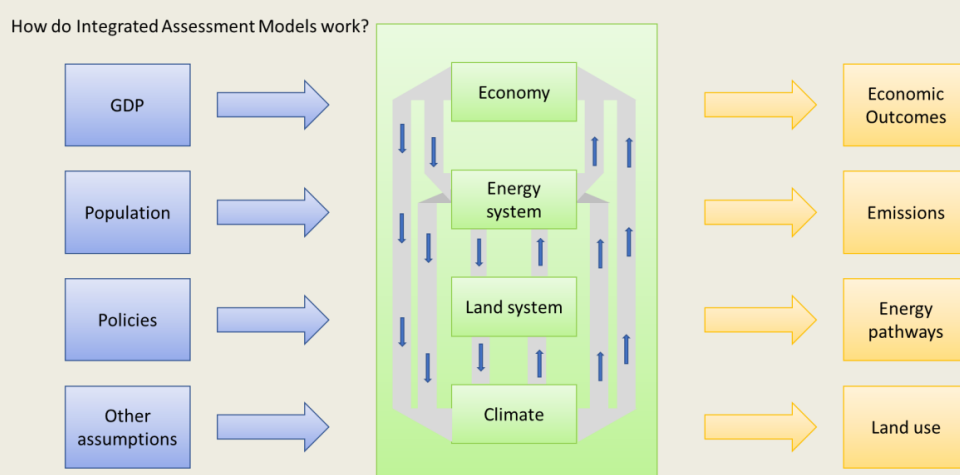 How do Integrated Assessment Models work?
GDP
Economy
Economic
Outcomes
Population
Energy
system
Emissions
Policies
Land system
Energy
pathways
Other
assumptions
Climate
Land use